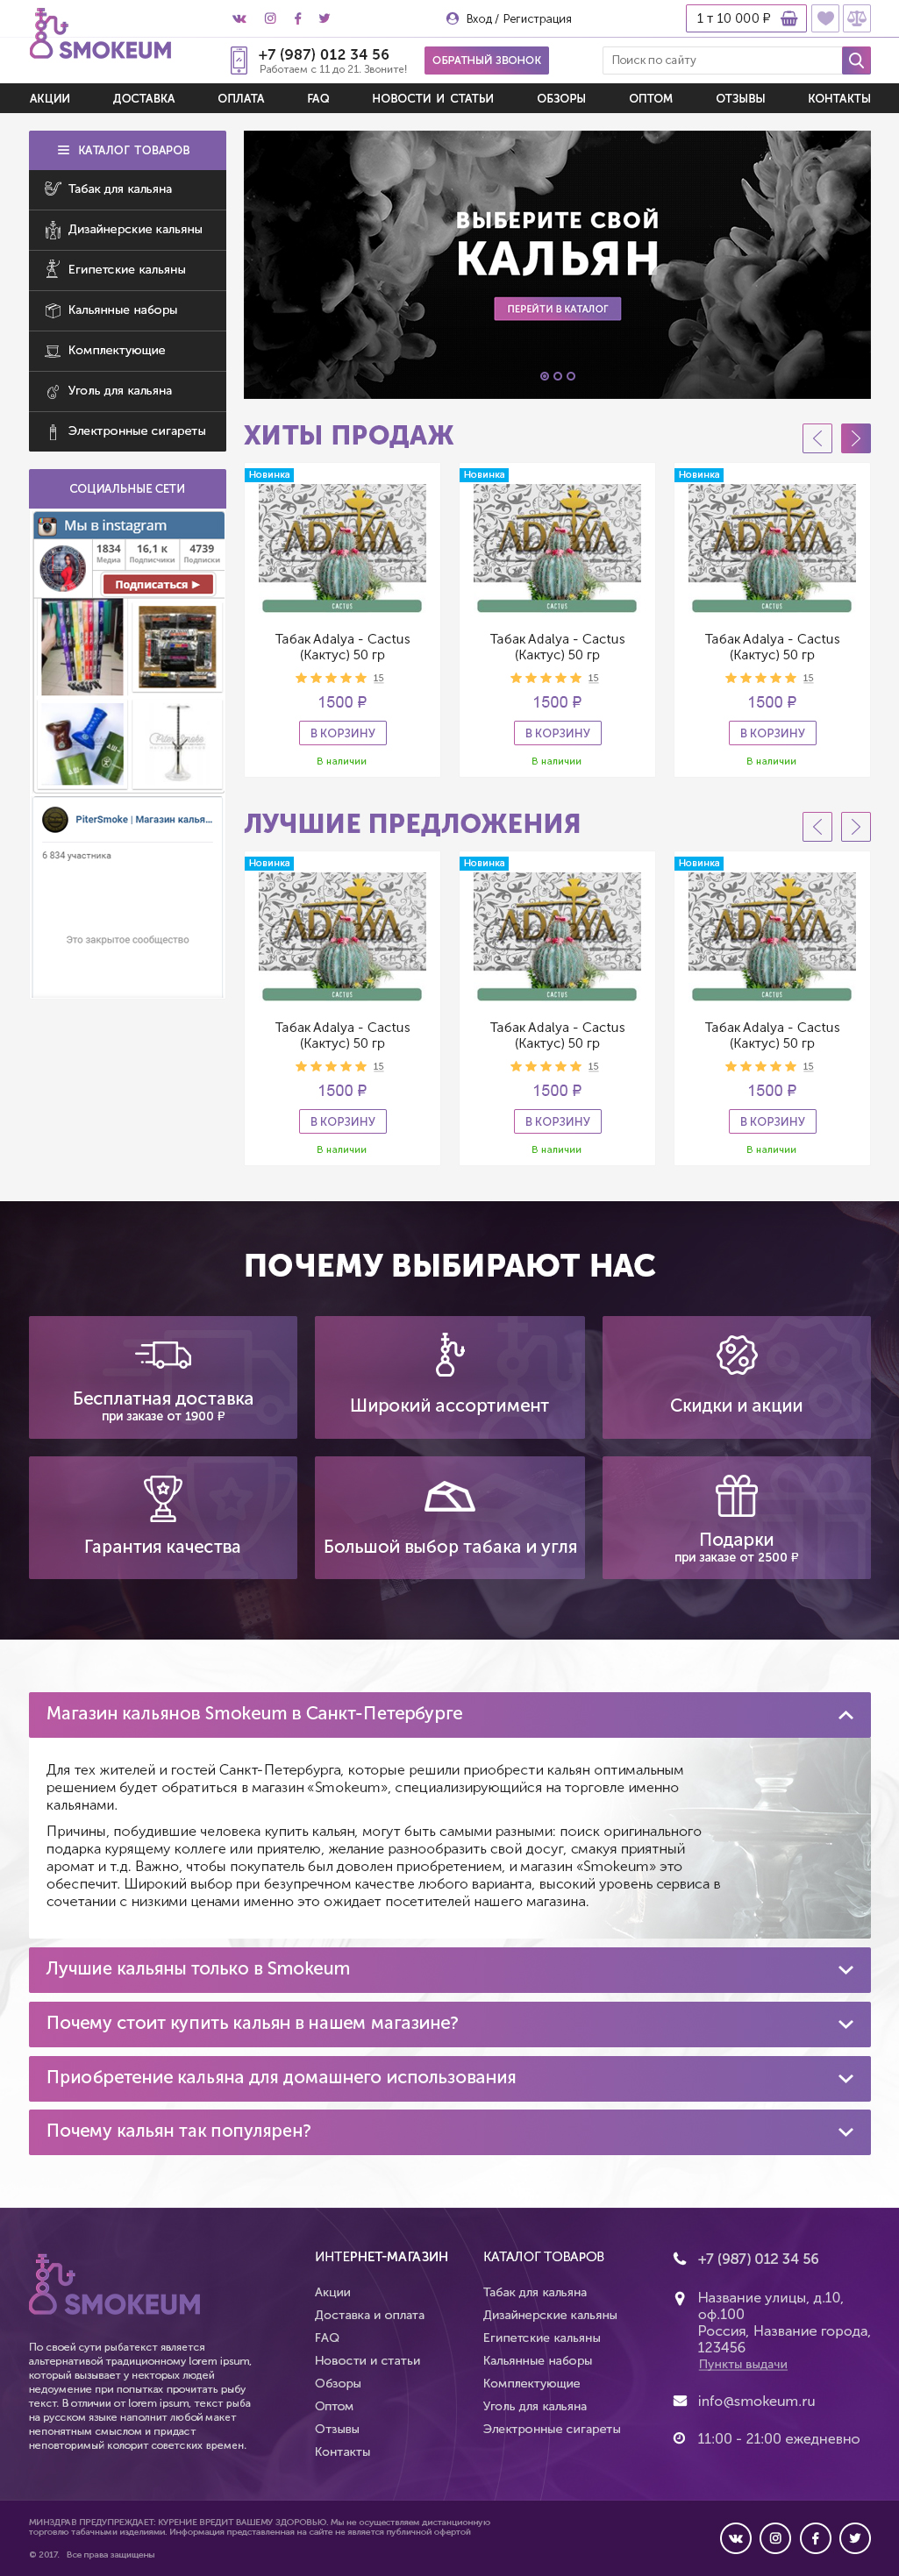 SMOKEUM
Вход / Регистрация
1 т 10 000 ₽
+7 (987) 012 34 56
Работаем с 11 до 21. Звоните!
ОБРАТНЫЙ ЗВОНОК
Поиск по сайту
АКЦИИ ДОСТАВКА ОПЛАТА FAQ НОВОСТИ И СТАТЬИ ОБЗОРЫ ОПТОМ ОТЗЫВЫ КОНТАКТЫ
КАТАЛОГ ТОВАРОВ
Табак для кальяна
Дизайнерские кальяны
Египетские кальяны
Кальянные наборы
Комплектующие
Уголь для кальяна
Электронные сигареты
СОЦИАЛЬНЫЕ СЕТИ
Мы в instagram
1834 16,1 к 4739
Медиа Подписчики Подписки
Подписаться ►
PiterSmoke | Магазин калья...
6 834 участника
Это закрытое сообщество
ВЫБЕРИТЕ СВОЙ
КАЛЬЯН
ПЕРЕЙТИ В КАТАЛОГ
ХИТЫ ПРОДАЖ
Новинка Новинка Новинка
ADALYA ADALYA ADALYA
CACTUS CACTUS CACTUS
Табак Adalya - Cactus Табак Adalya - Cactus Табак Adalya - Cactus
(Кактус) 50 гр (Кактус) 50 гр (Кактус) 50 гр
15 15 15
1500 ₽ 1500 ₽ 1500 ₽
В КОРЗИНУ В КОРЗИНУ В КОРЗИНУ
В наличии В наличии В наличии
ЛУЧШИЕ ПРЕДЛОЖЕНИЯ
Новинка Новинка Новинка
ADALYA ADALYA ADALYA
CACTUS CACTUS CACTUS
Табак Adalya - Cactus Табак Adalya - Cactus Табак Adalya - Cactus
(Кактус) 50 гр (Кактус) 50 гр (Кактус) 50 гр
15 15 15
1500 ₽ 1500 ₽ 1500 ₽
В КОРЗИНУ В КОРЗИНУ В КОРЗИНУ
В наличии В наличии В наличии
ПОЧЕМУ ВЫБИРАЮТ НАС
Бесплатная доставка
при заказе от 1900 ₽
Широкий ассортимент
Скидки и акции
Гарантия качества
Большой выбор табака и угля
Подарки
при заказе от 2500 ₽
Магазин кальянов Smokeum в Санкт-Петербурге
Для тех жителей и гостей Санкт-Петербурга, которые решили приобрести кальян оптимальным
решением будет обратиться в магазин «Smokeum», специализирующийся на торговле именно
кальянами.
Причины, побудившие человека купить кальян, могут быть самыми разными: поиск оригинального
подарка курящему коллеге или приятелю, желание разнообразить свой досуг, смакуя приятный
аромат и т.д. Важно, чтобы покупатель был доволен приобретением, и магазин «Smokeum» это
обеспечит. Широкий выбор при безупречном качестве любого варианта, высокий уровень сервиса в
сочетании с низкими ценами именно это ожидает посетителей нашего магазина.
Лучшие кальяны только в Smokeum
Почему стоит купить кальян в нашем магазине?
Приобретение кальяна для домашнего использования
Почему кальян так популярен?
SMOKEUM
По своей сути рыбатекст является
альтернативой традиционному lorem ipsum,
который вызывает у некторых людей
недоумение при попытках прочитать рыбу
текст. В отличии от lorem ipsum, текст рыба
на русском языке наполнит любой макет
непонятным смыслом и придаст
неповторимый колорит советских времен.
ИНТЕРНЕТ-МАГАЗИН
Акции
Доставка и оплата
FAQ
Новости и статьи
Обзоры
Оптом
Отзывы
Контакты
КАТАЛОГ ТОВАРОВ
Табак для кальяна
Дизайнерские кальяны
Египетские кальяны
Кальянные наборы
Комплектующие
Уголь для кальяна
Электронные сигареты
+7 (987) 012 34 56
Название улицы, д.10,
оф.100
Россия, Название города,
123456
Пункты выдачи
info@smokeum.ru
11:00 - 21:00 ежедневно
МИНЗДРАВ ПРЕДУПРЕЖДАЕТ: КУРЕНИЕ ВРЕДИТ ВАШЕМУ ЗДОРОВЬЮ. Мы не осуществляем дистанционную
торговлю табачными изделиями. Информация представленная на сайте не является публичной офертой
© 2017. Все права защищены